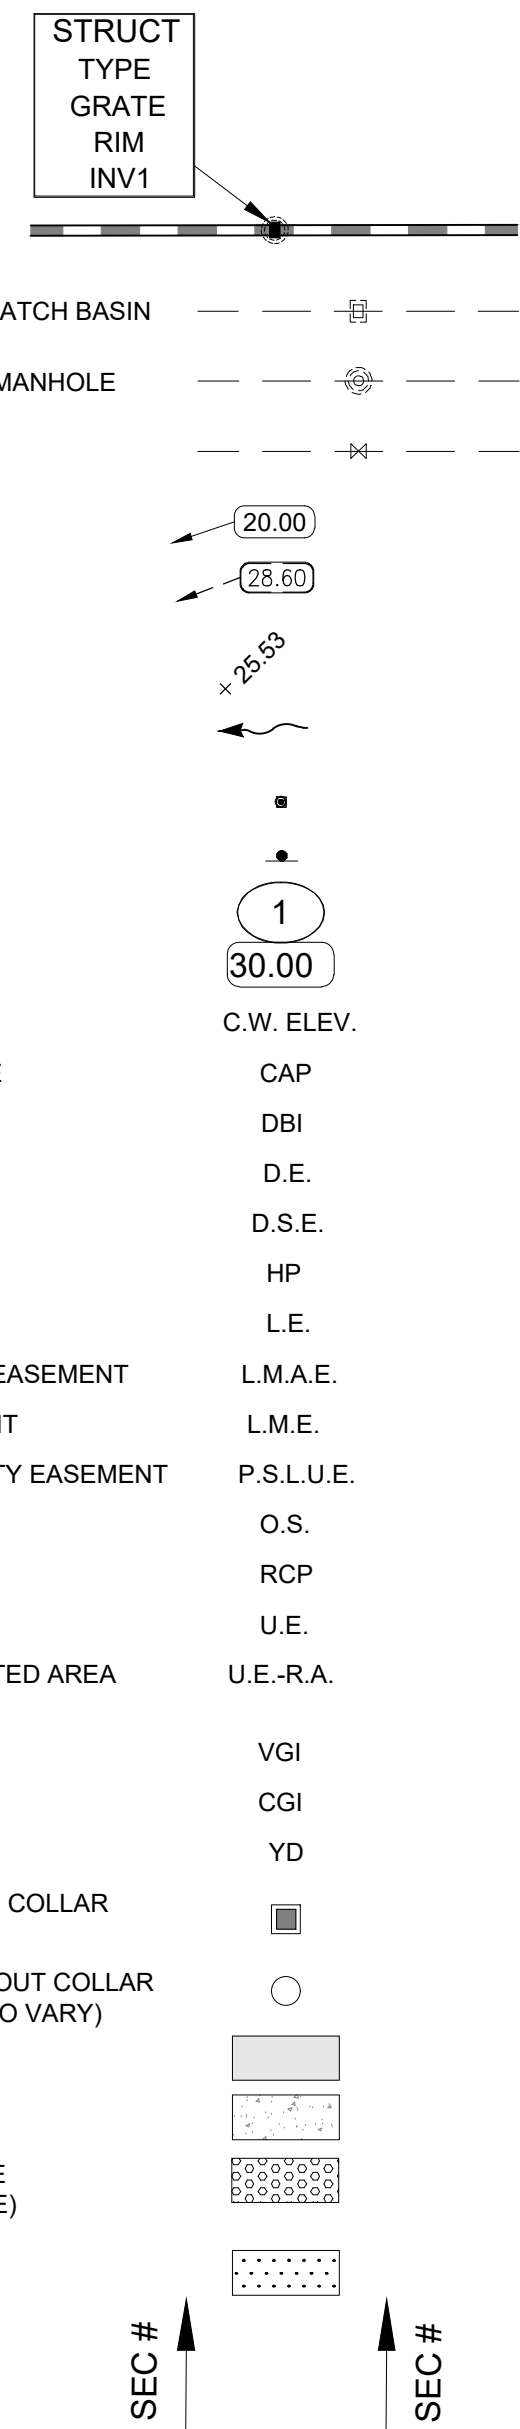 STRUCT
TYPE
GRATE
RIM
INV1
ATCH BASIN
MANHOLE
20.00
28.60
25.53
1
30.00
C.W. ELEV.
CAP
DBI
D.E.
D.S.E.
HP
L.E.
EASEMENT L.M.A.E.
L.M.E.
TY EASEMENT P.S.L.U.E.
O.S.
RCP
U.E.
TED AREA U.E.-R.A.
VGI
CGI
YD
COLLAR
OUT COLLAR
O VARY)
E)
SEC #
SEC #